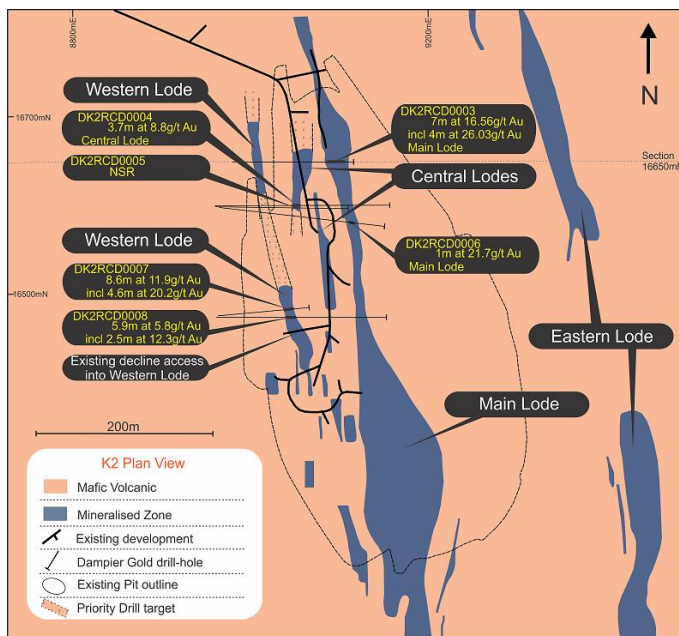 8800mE
9200mE
N
16700mN
Western Lode
DK2RCD0004
3.7m at 8.8g/t Au
Central Lode
DK2RCD0005
NSR
DK2RCD0003
7m at 16.56g/t Au
incl 4m at 26.03g/t Au
Main Lode
Section
16650mN
Central Lodes
Western Lode
DK2RCD0006
1m at 21.7g/t Au
Main Lode
DK2RCD0007
8.6m at 11.9g/t Au
incl 4.6m at 20.2g/t Au
16500mN
DK2RCD0008
5.9m at 5.8g/t Au
incl 2.5m at 12.3g/t Au
Existing decline access
into Western Lode
Eastern Lode
Main Lode
200m
K2 Plan View
Mafic Volcanic
Mineralised Zone
Existing development
Dampier Gold drill-hole
Existing Pit outline
Priority Drill target